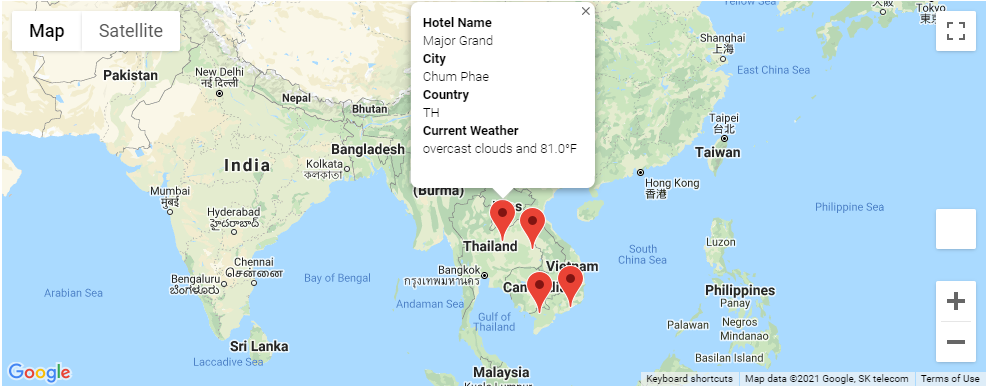 Map
Satellite
Hotel Name
Major Grand
City
Chum Phae
Country
TH
Current Weather
overcast clouds and 81.0°F
Yellow Sea
Tokyo
東京
Shanghai
上海
East China Sea
Pakistan
New Delhi
नई दिल्ली
Nepal
Bhutan
Bangladesh
India
Kolkata
কলকাতা
(Burma)
Taipei
台北
Taiwan
Hong Kong
香港
Mumbai
मुंबई
Hyderabad
హైదరాబాద్
Philippine Sea
Thailand
Luzon
South
China Sea
Vietnam
Bangkok
กรุงเทพมหานคร
Chennai
சென்னை
Bengaluru
ಬೆಂಗಳೂರು
Bay of Bengal
Arabian Sea
Andaman Sea
Gulf of
Thailand
Philippines
Panay
Negros
Palawan
Mindanao
Basilan Island
Sri Lanka
Laccadive Sea
Malaysia
Kuala Lumpur
Google
Keyboard shortcuts
Map data ©2021 Google, SK telecom
Terms of Use